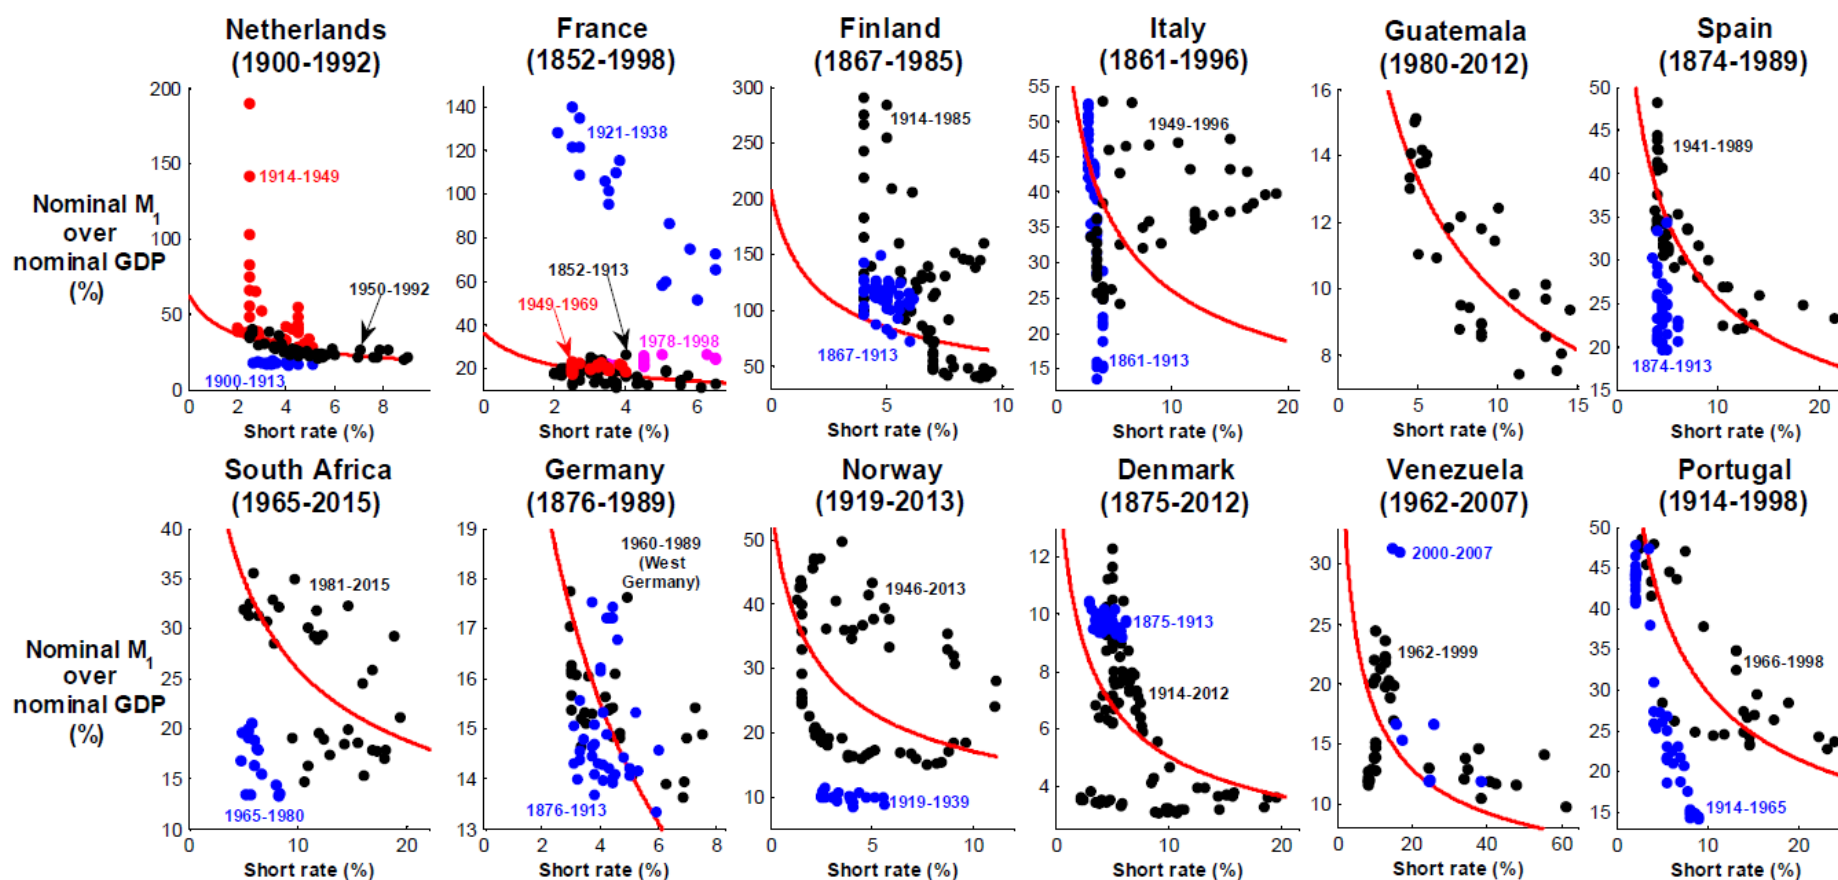 Netherlands
(1900-1992)
France
(1852-1998)
Finland
(1867-1985)
Italy
(1861-1996)
Guatemala
(1980-2012)
Spain
(1874-1989)
Nominal M1
over
nominal GDP
(%)
200
150
100
50
0
1914-1949
1950-1992
1900-1913
0 2 4 6 8
Short rate (%)
140
120
100
80
60
40
20
0
1921-1938
1852-1913
1949-1969
1978-1998
0 2 4 6
Short rate (%)
300
250
200
150
100
50
1914-1985
1867-1913
0 5 10
Short rate (%)
55
50
45
40
35
30
25
20
15
1949-1996
1861-1913
0 10 20
Short rate (%)
16
14
12
10
8
0 5 10 15
Short rate (%)
50
45
40
35
30
25
20
15
1941-1989
1874-1913
0 10 20
Short rate (%)
South Africa
(1965-2015)
Germany
(1876-1989)
Norway
(1919-2013)
Denmark
(1875-2012)
Venezuela
(1962-2007)
Portugal
(1914-1998)
Nominal M1
over
nominal GDP
(%)
40
35
30
25
20
15
10
1981-2015
1965-1980
0 10 20
Short rate (%)
19
18
17
16
15
14
13
1960-1989
(West
Germany)
1876-1913
0 2 4 6 8
Short rate (%)
50
40
30
20
10
1946-2013
1919-1939
0 5 10
Short rate (%)
12
10
8
6
4
1875-1913
1914-2012
0 10 20
Short rate (%)
30
25
20
15
10
2000-2007
1962-1999
0 20 40 60
Short rate (%)
50
45
40
35
30
25
20
15
1966-1998
1914-1965
0 10 20
Short rate (%)